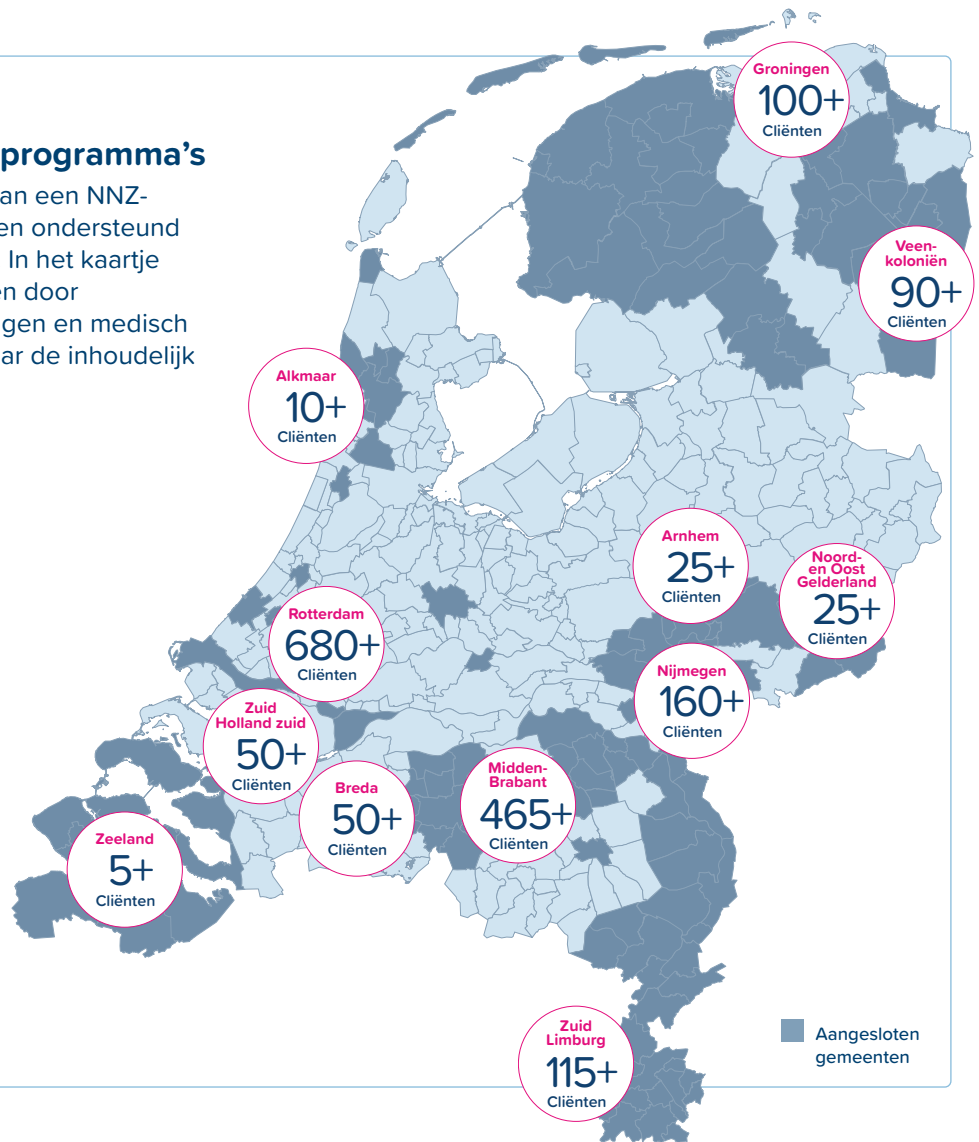 programma’s
an een NNZ-
en ondersteund
In het kaartje
en door
gen en medisch
ar de inhoudelijk
Groningen
100+
Cliënten
Veen-
koloniën
90+
Cliënten
Alkmaar
10+
Cliënten
Arnhem
25+
Cliënten
Noord-
en Oost
Gelderland
25+
Cliënten
Rotterdam
680+
Cliënten
Nijmegen
160+
Cliënten
Zuid
Holland zuid
50+
Cliënten
Breda
50+
Cliënten
Midden-
Brabant
465+
Cliënten
Zeeland
5+
Cliënten
Zuid
Limburg
115+
Cliënten
Aangesloten
gemeenten